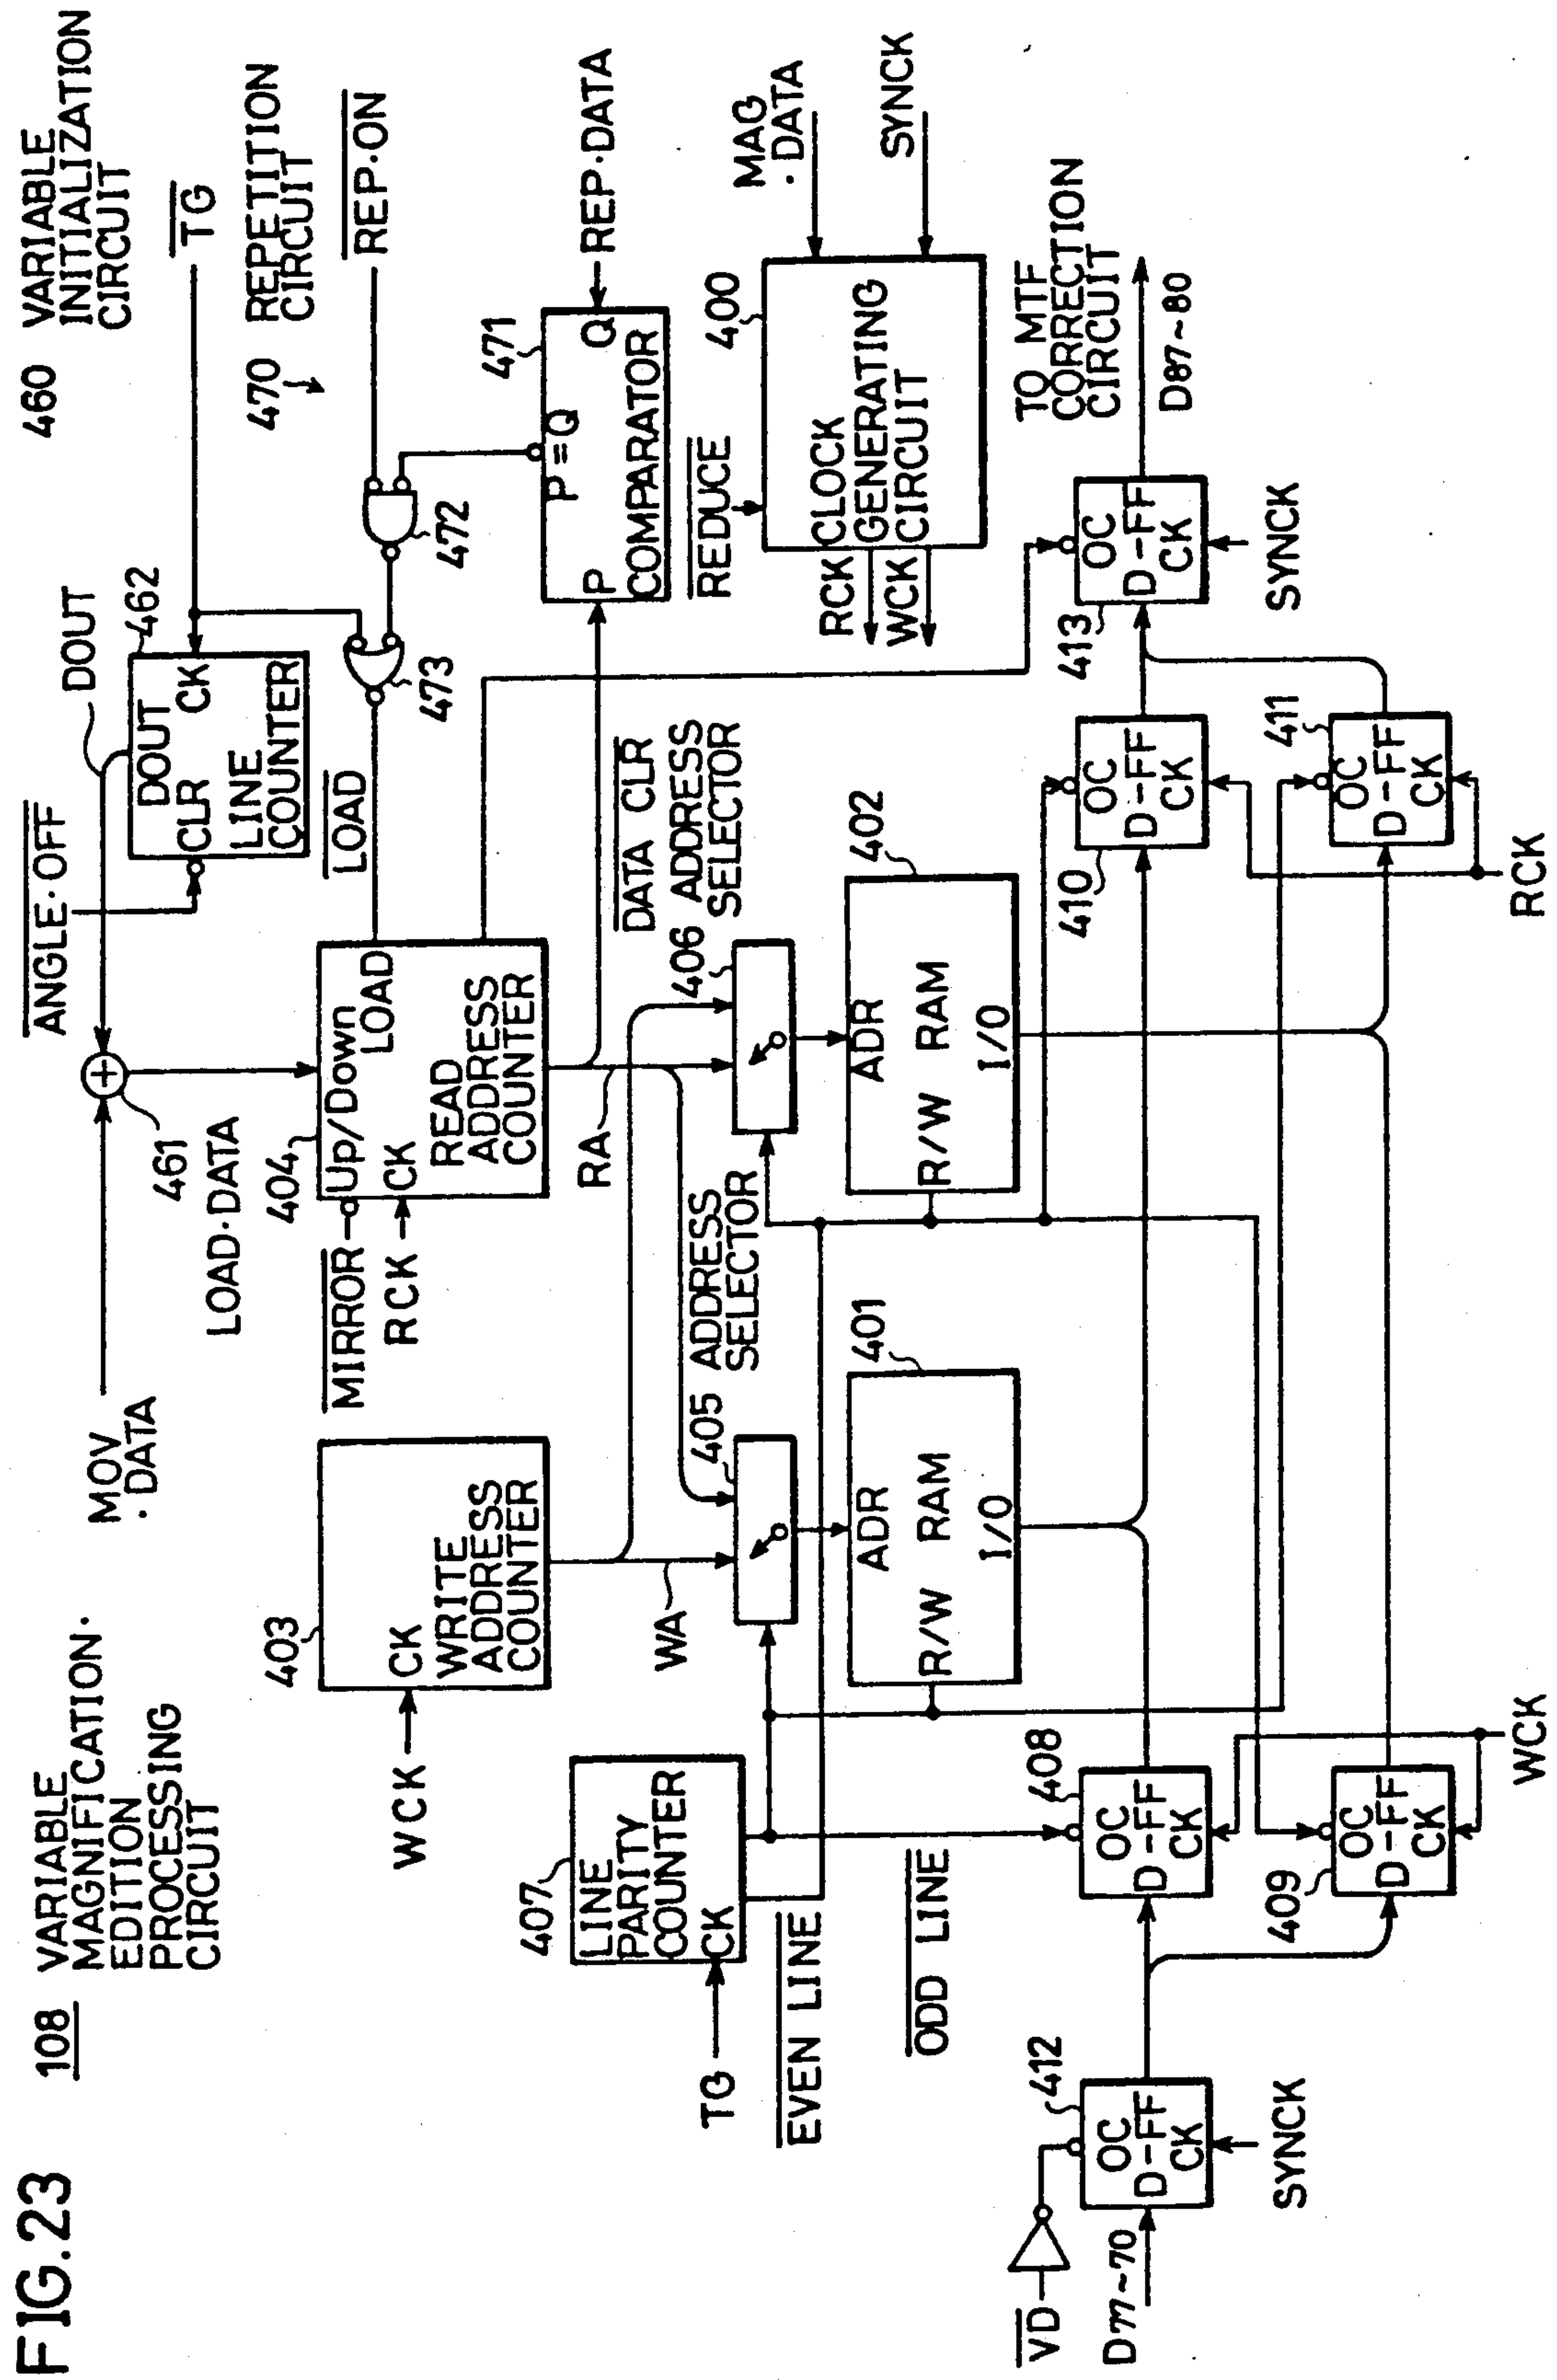 FIG.23
108 VARIABLE
MAGNIFICATION·
EDITION
PROCESSING
CIRCUIT
460 VARIABLE
INITIALIZATION
CIRCUIT
TG
470 REPETITION
CIRCUIT
REP·ON
MOV
·DATA
461
LOAD·DATA
ANGLE·OFF
DOUT
462
DOUT
CK
CLR
LINE
COUNTER
LOAD
473
472
471
P=Q
P
Q
COMPARATOR
REP·DATA
403
CK
WRITE
ADDRESS
COUNTER
WCK
MIRROR
RCK
404
Up/Down
LOAD
CK
READ
ADDRESS
COUNTER
DATA CLR
RA
WA
405 ADDRESS
SELECTOR
406 ADDRESS
SELECTOR
407
LINE
PARITY
COUNTER
CK
TG
EVEN LINE
ODD LINE
401
ADR
R/W RAM
I/O
402
ADR
R/W RAM
I/O
REDUCE
400
CLOCK
GENERATING
CIRCUIT
RCK
WCK
MAG
·DATA
SYNCK
VD
D77~70
412
OC
D-FF
CK
SYNCK
408
OC
D-FF
CK
409
OC
D-FF
CK
WCK
410
OC
D-FF
CK
411
OC
D-FF
CK
RCK
413
OC
D-FF
CK
SYNCK
TO MTF
CORRECTION
CIRCUIT
D87~80